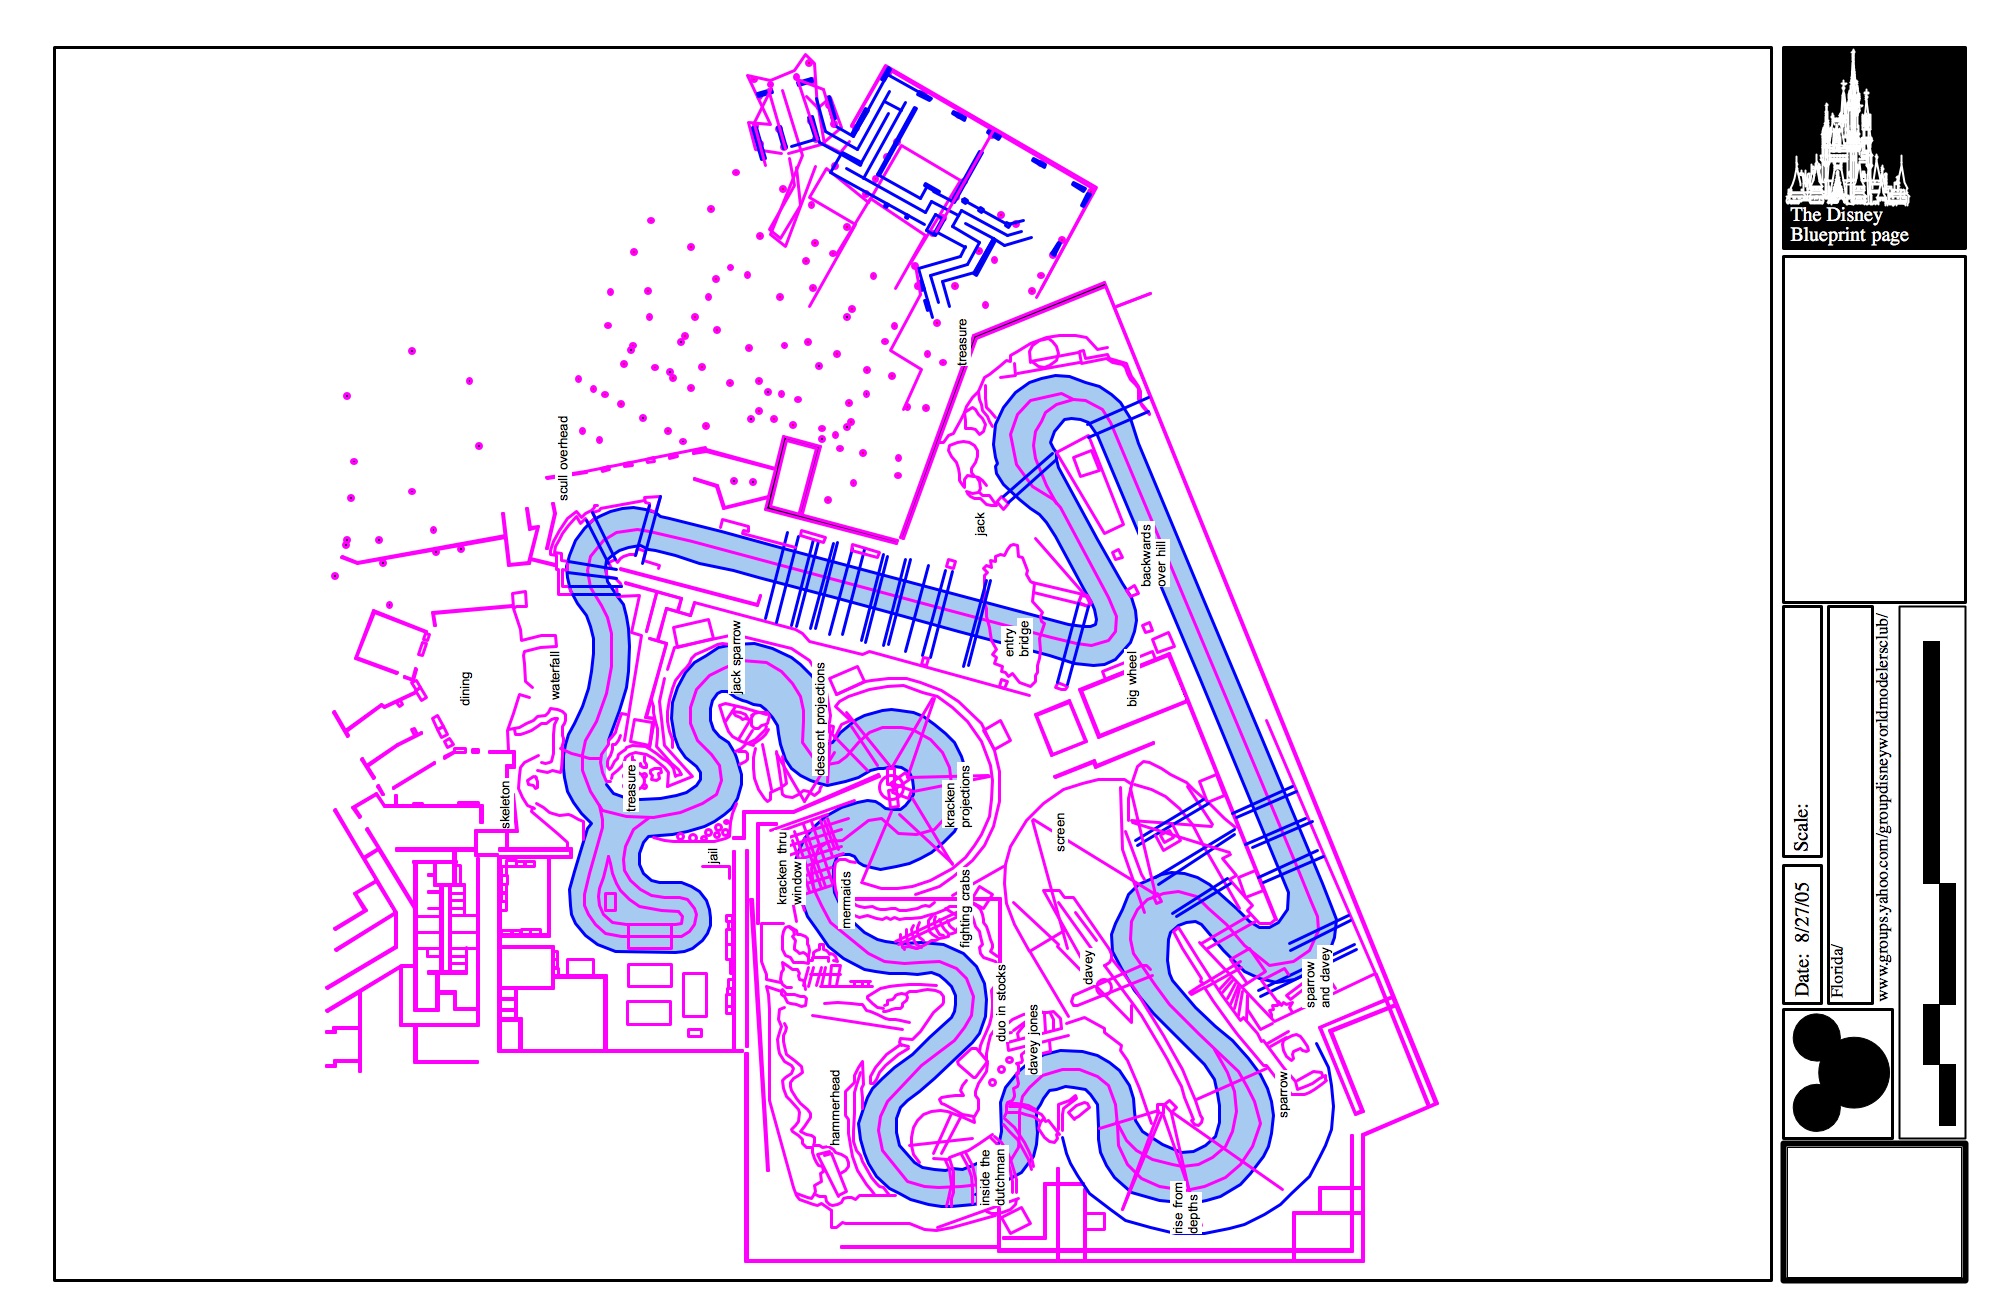 The Disney
Blueprint page
treasure
scull overhead
jack
backwards
over hill
jack sparrow
entry
bridge
dining
waterfall
descent projections
big wheel
skeleton
treasure
kracken
projections
screen
jail
kracken thru
window
mermaids
fighting crabs
davey
sparrow
and davey
duo in stocks
davey jones
hammerhead
sparrow
inside the
dutchman
rise from
depths
Scale:
Date: 8/27/05
Florida/
www.groups.yahoo.com/groupdisneyworldmodelersclub/